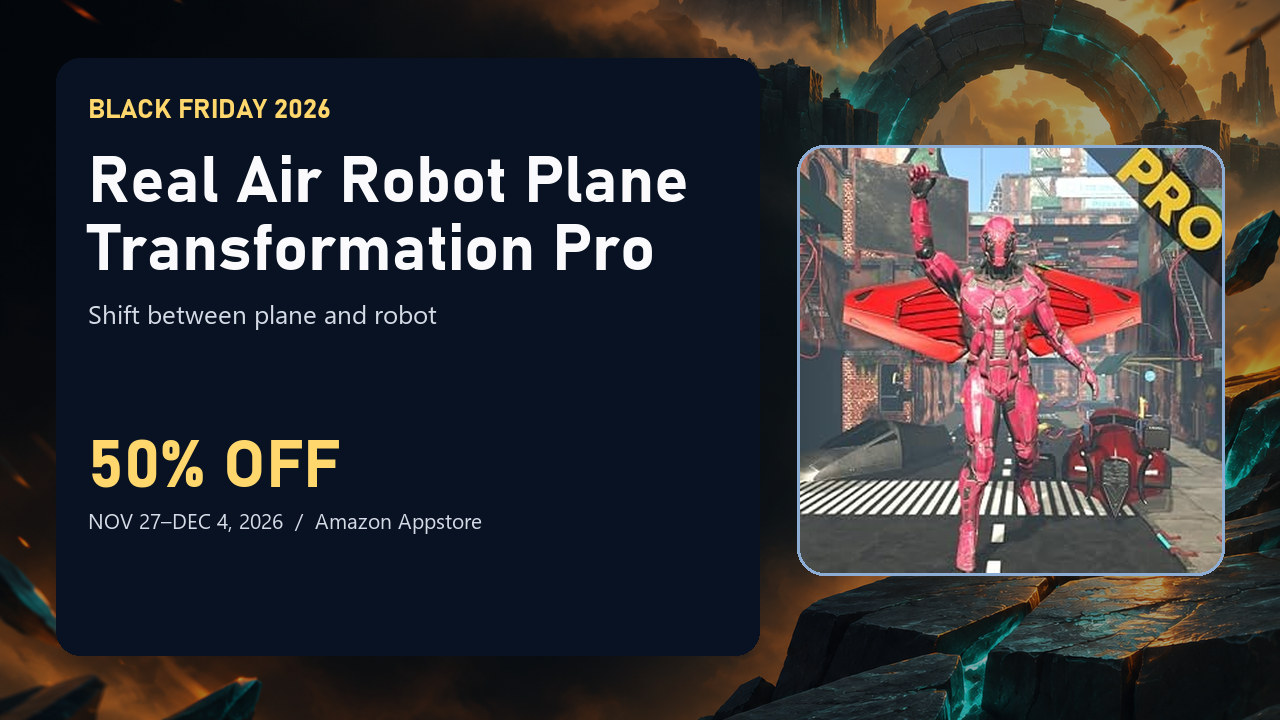 BLACK FRIDAY 2026
Real Air Robot Plane
Transformation Pro
Shift between plane and robot
50% OFF
NOV 27–DEC 4, 2026 / Amazon Appstore
PRO